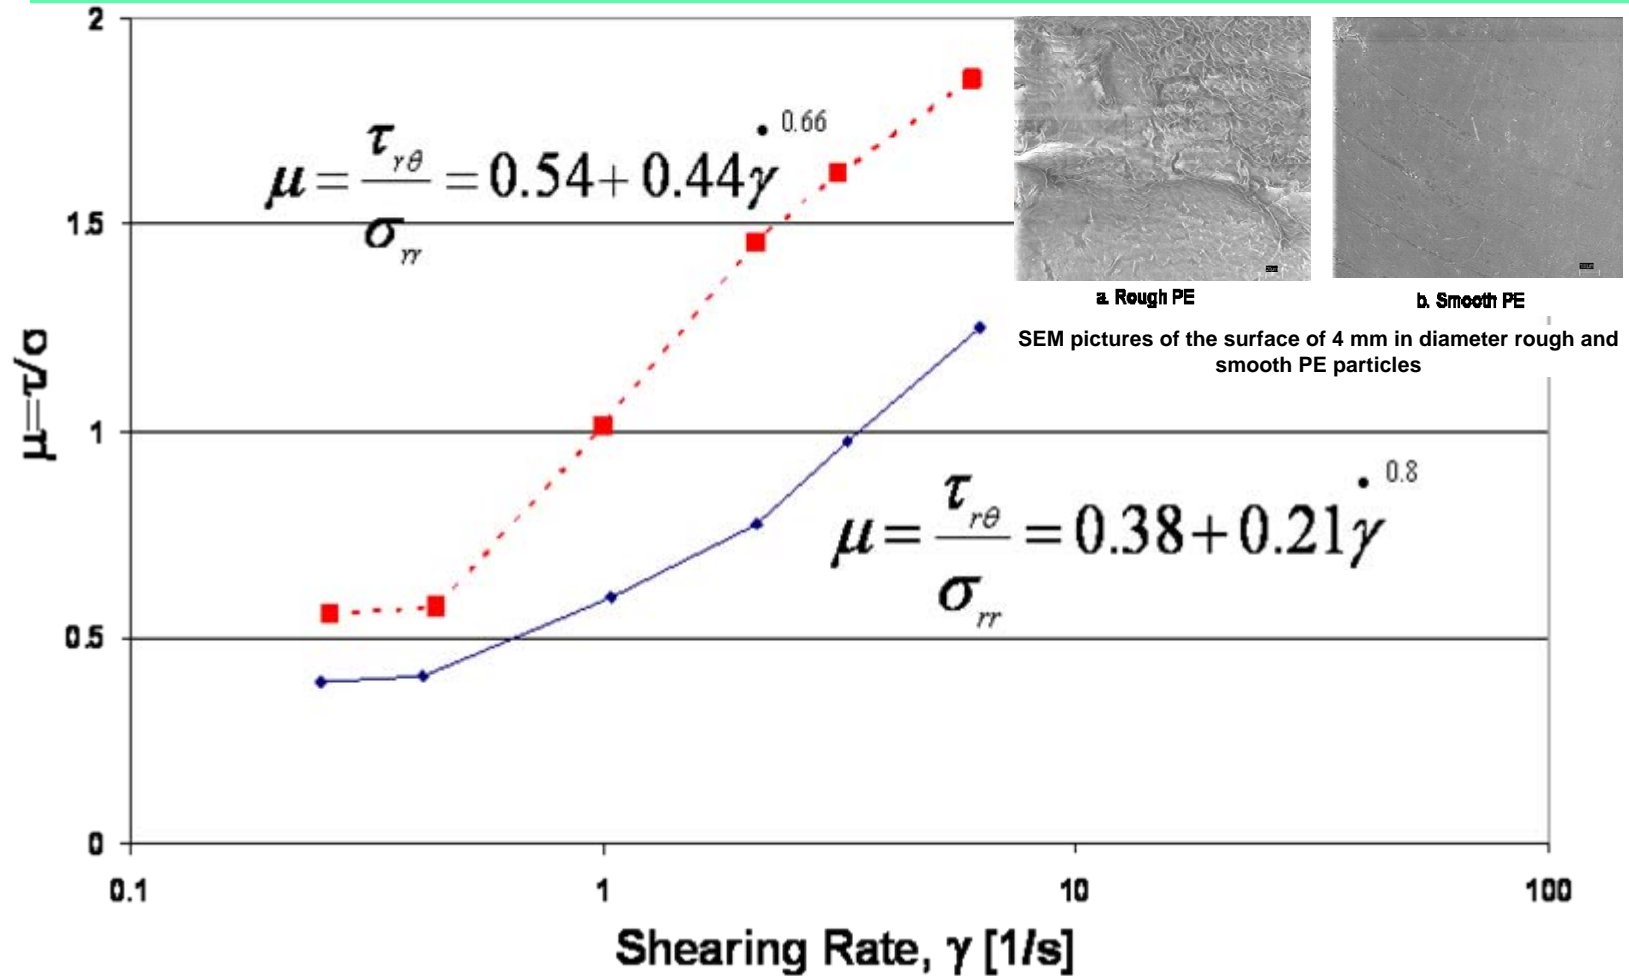 2
1.5
1
0.5
0
μ=τ/σ
μ = τrθ / σrr = 0.54 + 0.44γ̇^0.66
μ = τrθ / σrr = 0.38 + 0.21γ̇^0.8
a. Rough PE
b. Smooth PE
SEM pictures of the surface of 4 mm in diameter rough and
smooth PE particles
0.1 1 10 100
Shearing Rate, γ [1/s]